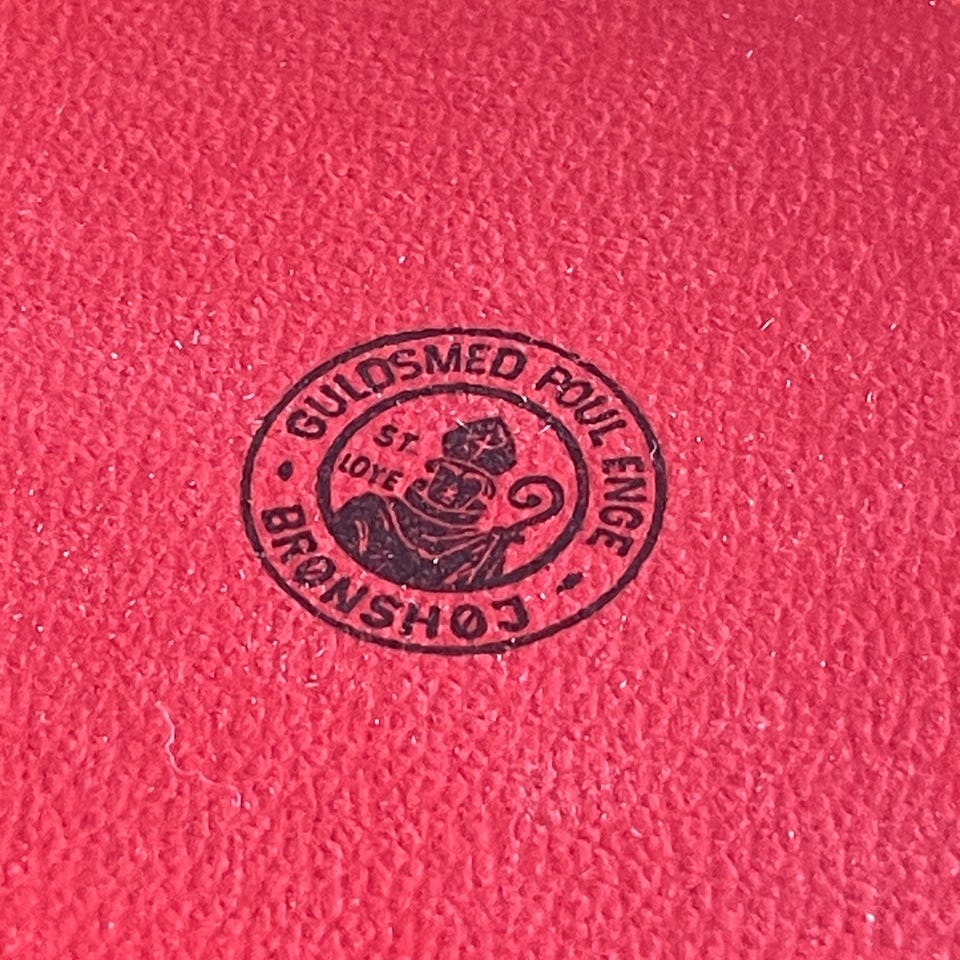 GULDSMED POUL ENGE
ST.
LOYE
BRØNSHØJ